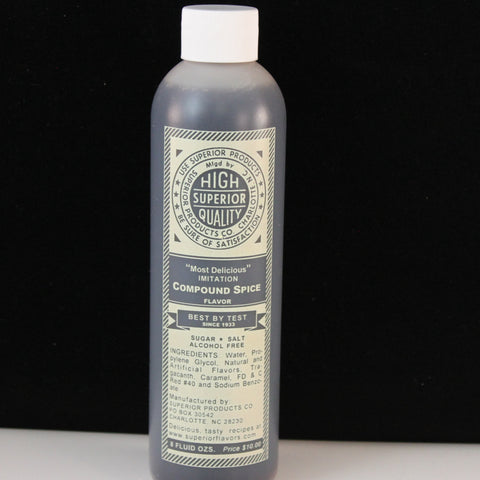 USE SUPERIOR PRODUCTS
Mfgd by
SUPERIOR PRODUCTS CO. CHARLOTTE NC
HIGH
SUPERIOR
QUALITY
BE SURE OF SATISFACTION
"Most Delicious"
IMITATION
COMPOUND SPICE
FLAVOR
BEST BY TEST
SINCE 1933
SUGAR • SALT
ALCOHOL FREE
INGREDIENTS: Water, Pro-
pylene Glycol, Natural and
Artificial Flavors, Tra-
gacanth, Caramel, FD & C
Red #40 and Sodium Benzo-
ate
Manufactured by
SUPERIOR PRODUCTS CO
PO BOX 30542
CHARLOTTE, NC 28230
Delicious, tasty recipes at
www.superiorflavors.com
8 FLUID OZS. Price $10.00